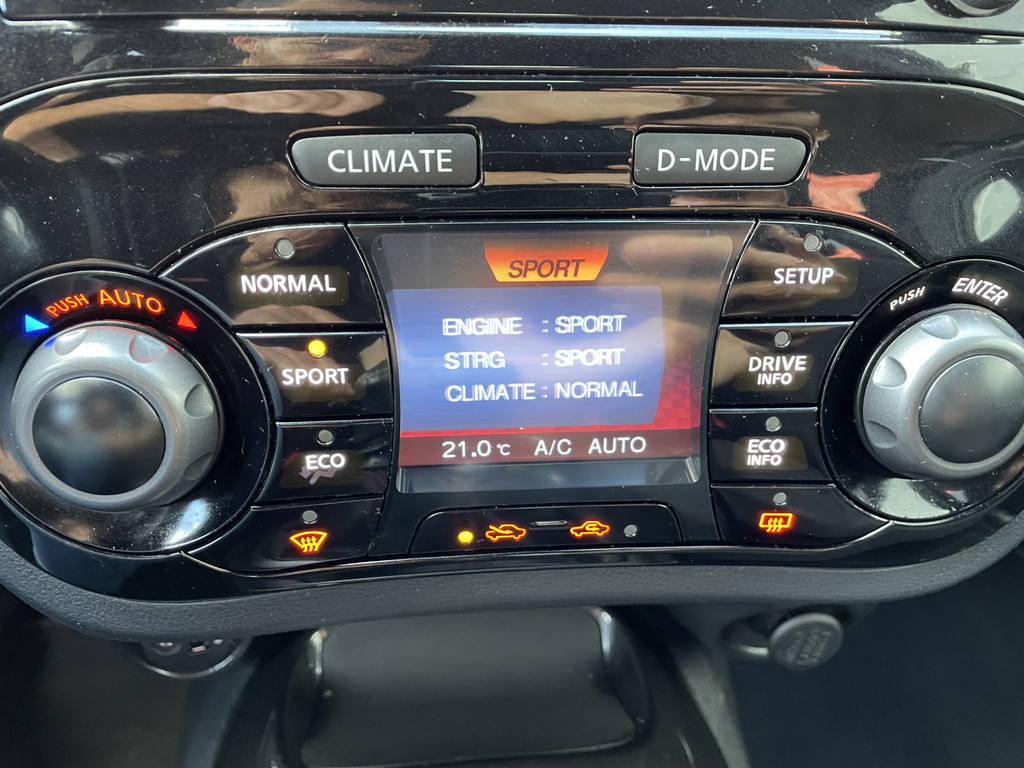 CLIMATE
D-MODE
PUSH AUTO
NORMAL
SPORT
ECO
SPORT
ENGINE : SPORT
STRG : SPORT
CLIMATE : NORMAL
21.0 °C A/C AUTO
SETUP
DRIVE
INFO
ECO
INFO
PUSH ENTER